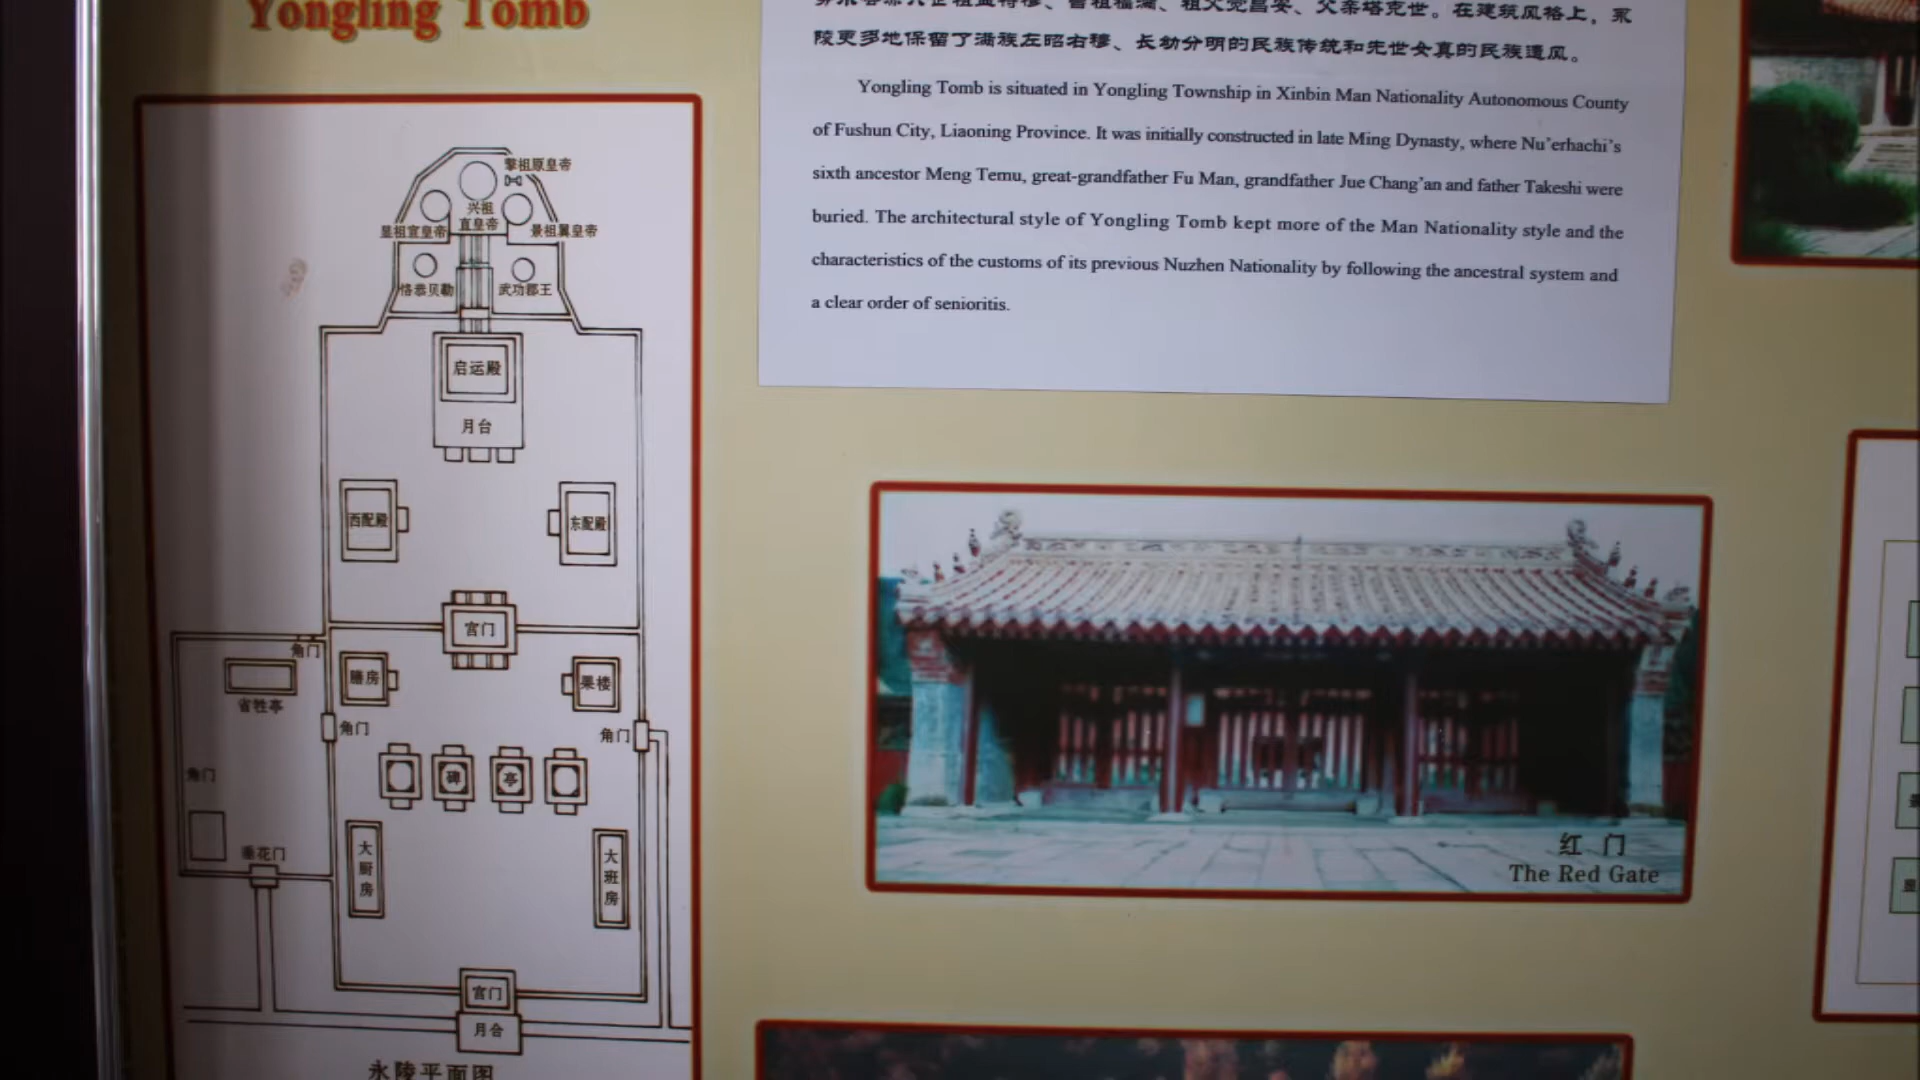 Yongling Tomb
陵更多地保留了满族左昭右穆、长幼分明的民族传统和先世女真的民族遗风。
Yongling Tomb is situated in Yongling Township in Xinbin Man Nationality Autonomous County
of Fushun City, Liaoning Province. It was initially constructed in late Ming Dynasty, where Nu'erhachi's
sixth ancestor Meng Temu, great-grandfather Fu Man, grandfather Jue Chang'an and father Takeshi were
buried. The architectural style of Yongling Tomb kept more of the Man Nationality style and the
characteristics of the customs of its previous Nuzhen Nationality by following the ancestral system and
a clear order of senioritis.
肇祖原皇帝
兴祖
直皇帝
显祖宣皇帝
景祖翼皇帝
恪恭贝勒
武功郡王
启运殿
月台
西配殿
东配殿
宫门
角门
膳房
果楼
省牲亭
角门
角门
角门
碑
亭
垂花门
大厨房
大班房
宫门
月台
永陵平面图
红 门
The Red Gate